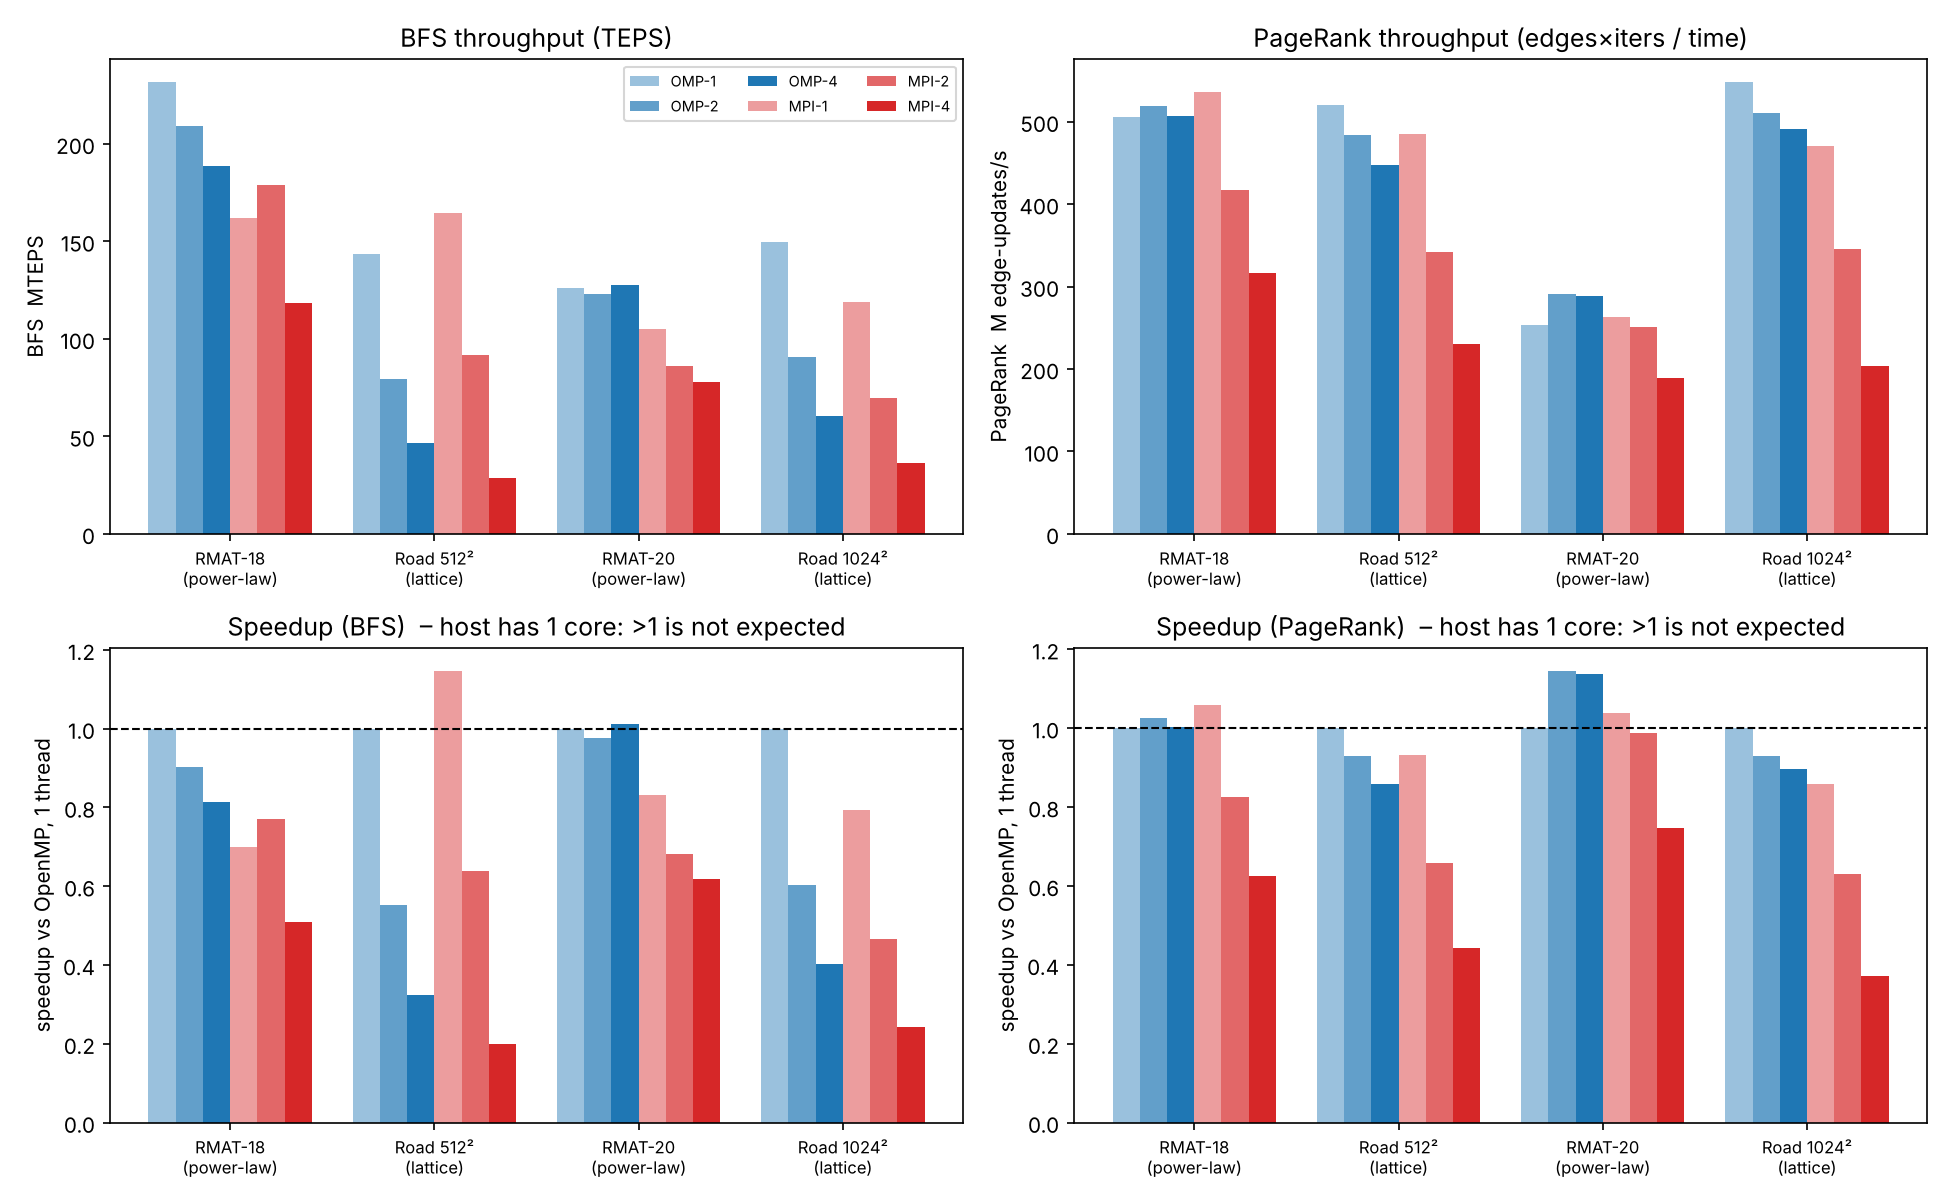 BFS throughput (TEPS)
BFS  MTEPS
200
150
100
50
0
OMP-1
OMP-2
OMP-4
MPI-1
MPI-2
MPI-4
RMAT-18
(power-law)
Road 512²
(lattice)
RMAT-20
(power-law)
Road 1024²
(lattice)
PageRank throughput (edges×iters / time)
PageRank  M edge-updates/s
500
400
300
200
100
0
RMAT-18
(power-law)
Road 512²
(lattice)
RMAT-20
(power-law)
Road 1024²
(lattice)
Speedup (BFS)  – host has 1 core: >1 is not expected
speedup vs OpenMP, 1 thread
1.2
1.0
0.8
0.6
0.4
0.2
0.0
RMAT-18
(power-law)
Road 512²
(lattice)
RMAT-20
(power-law)
Road 1024²
(lattice)
Speedup (PageRank)  – host has 1 core: >1 is not expected
speedup vs OpenMP, 1 thread
1.2
1.0
0.8
0.6
0.4
0.2
0.0
RMAT-18
(power-law)
Road 512²
(lattice)
RMAT-20
(power-law)
Road 1024²
(lattice)